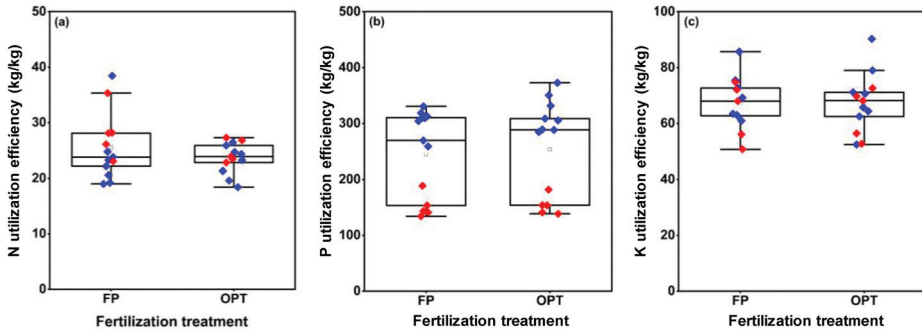 (a)
N utilization efficiency (kg/kg)
50
40
30
20
10
0
FP OPT
Fertilization treatment
(b)
P utilization efficiency (kg/kg)
500
400
300
200
100
0
FP OPT
Fertilization treatment
(c)
K utilization efficiency (kg/kg)
100
80
60
40
20
0
FP OPT
Fertilization treatment